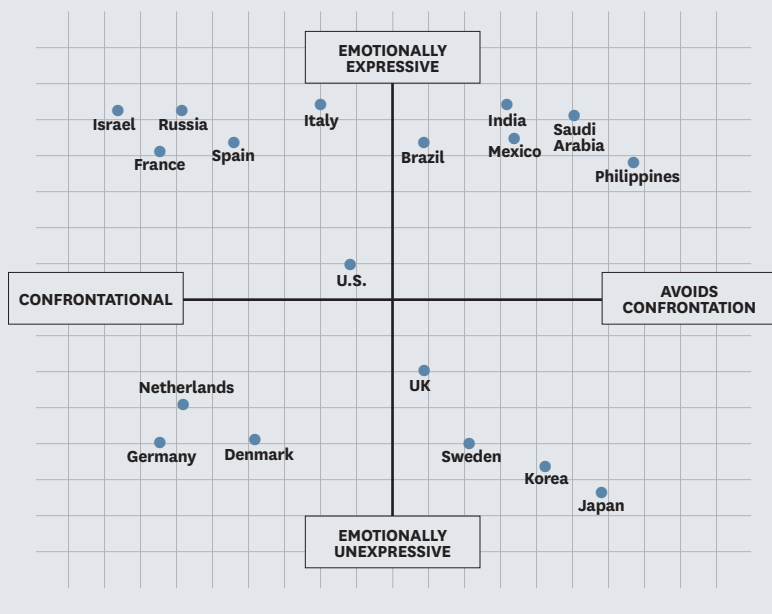 EMOTIONALLY
EXPRESSIVE
Israel
Russia
Italy
India
Saudi
Arabia
France
Spain
Brazil
Mexico
Philippines
U.S.
CONFRONTATIONAL
AVOIDS
CONFRONTATION
Netherlands
UK
Germany
Denmark
Sweden
Korea
Japan
EMOTIONALLY
UNEXPRESSIVE